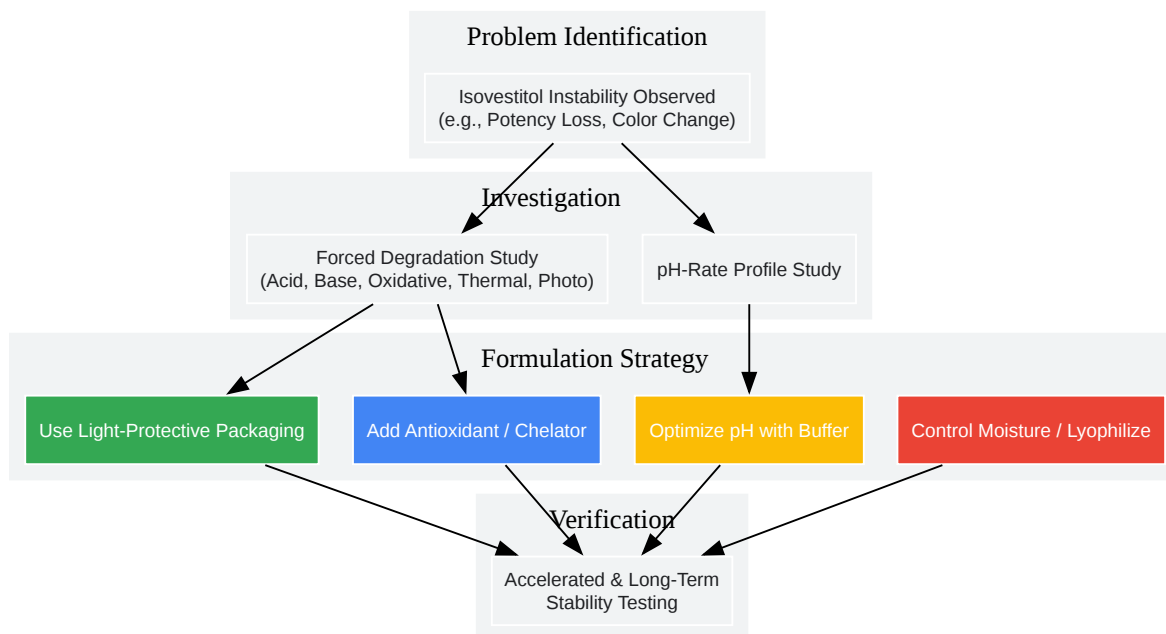 Problem Identification
Isovestitol Instability Observed
(e.g., Potency Loss, Color Change)
Investigation
Forced Degradation Study
(Acid, Base, Oxidative, Thermal, Photo)
pH-Rate Profile Study
Formulation Strategy
Use Light-Protective Packaging
Add Antioxidant / Chelator
Optimize pH with Buffer
Control Moisture / Lyophilize
Verification
Accelerated & Long-Term
Stability Testing